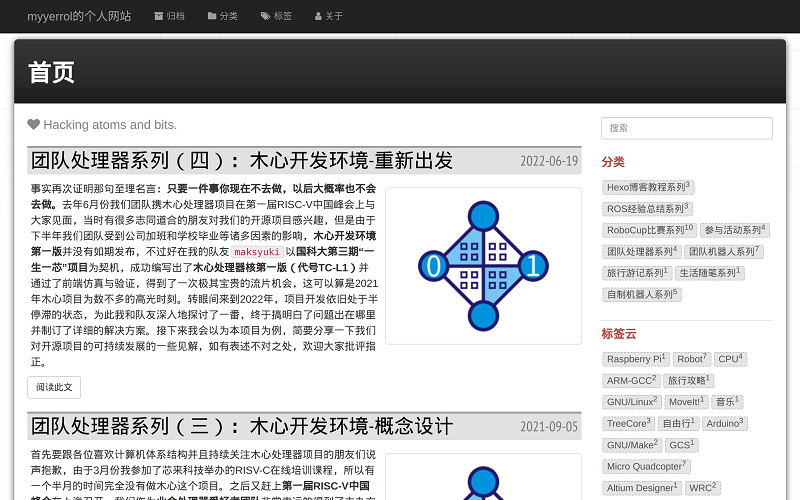 myyerrol的个人网站 归档 分类 标签 关于
首页
Hacking atoms and bits.
团队处理器系列（四）：木心开发环境-重新出发 2022-06-19
事实再次证明那句至理名言：只要一件事你现在不去做，以后大概率也不会
去做。去年6月份我们团队携木心处理器项目在第一届RISC-V中国峰会上与
大家见面，当时有很多志同道合的朋友对我们的开源项目感兴趣，但是由于
下半年我们团队受到公司加班和学校毕业等诸多因素的影响，木心开发环境
第一版并没有如期发布，不过好在我的队友 maksyuki 以国科大第三期“一
生一芯”项目为契机，成功编写出了木心处理器核第一版（代号TC-L1）并
通过了前端仿真与验证，得到了一次极其宝贵的流片机会，这可以算是2021
年木心项目为数不多的高光时刻。转眼间来到2022年，项目开发依旧处于半
停滞的状态，为此我和队友深入地探讨了一番，终于搞明白了问题出在哪里
并制订了详细的解决方案。接下来我会以为本项目为例，简要分享一下我们
对开源项目的可持续发展的一些见解，如有表述不对之处，欢迎大家批评指
正。
0 1
阅读此文
团队处理器系列（三）：木心开发环境-概念设计 2021-09-05
首先要跟各位喜欢计算机体系结构并且持续关注木心处理器项目的朋友们说
声抱歉，由于3月份我参加了芯来科技举办的RISV-C在线培训课程，所以有
一个半月的时间完全没有做木心这个项目。之后又赶上第一届RISC-V中国
搜索
分类
Hexo博客教程系列3
ROS经验总结系列3
RoboCup比赛系列10 参与活动系列4
团队处理器系列4 团队机器人系列7
旅行游记系列1 生活随笔系列1
自制机器人系列5
标签云
Raspberry Pi1 Robot7 CPU4
ARM-GCC2 旅行攻略1
GNU/Linux2 MoveIt!1 音乐1
TreeCore3 自由行1 Arduino3
GNU/Make2 GCS1
Micro Quadcopter7
Altium Designer1 WRC2